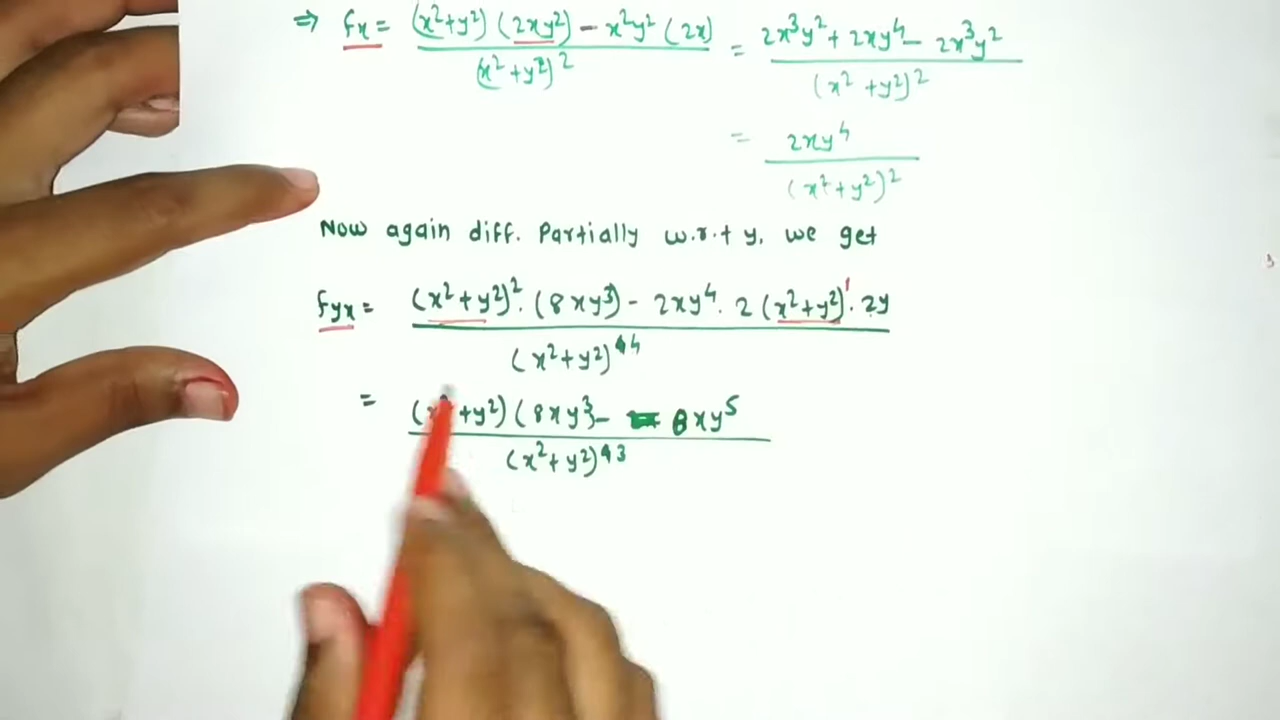 ⇒ fx = (x²+y²) (2xy²) - x²y² (2x) / (x²+y²)² = 2x³y² + 2xy⁴ - 2x³y² / (x²+y²)²
= 2xy⁴ / (x²+y²)²
Now again diff. Partially w.r.t y, we get
fyx = (x²+y²)². (8xy³) - 2xy⁴. 2 (x²+y²)¹. 2y / (x²+y²)⁴
= (x²+y²) (8xy³) - 8xy⁵ / (x²+y²)³